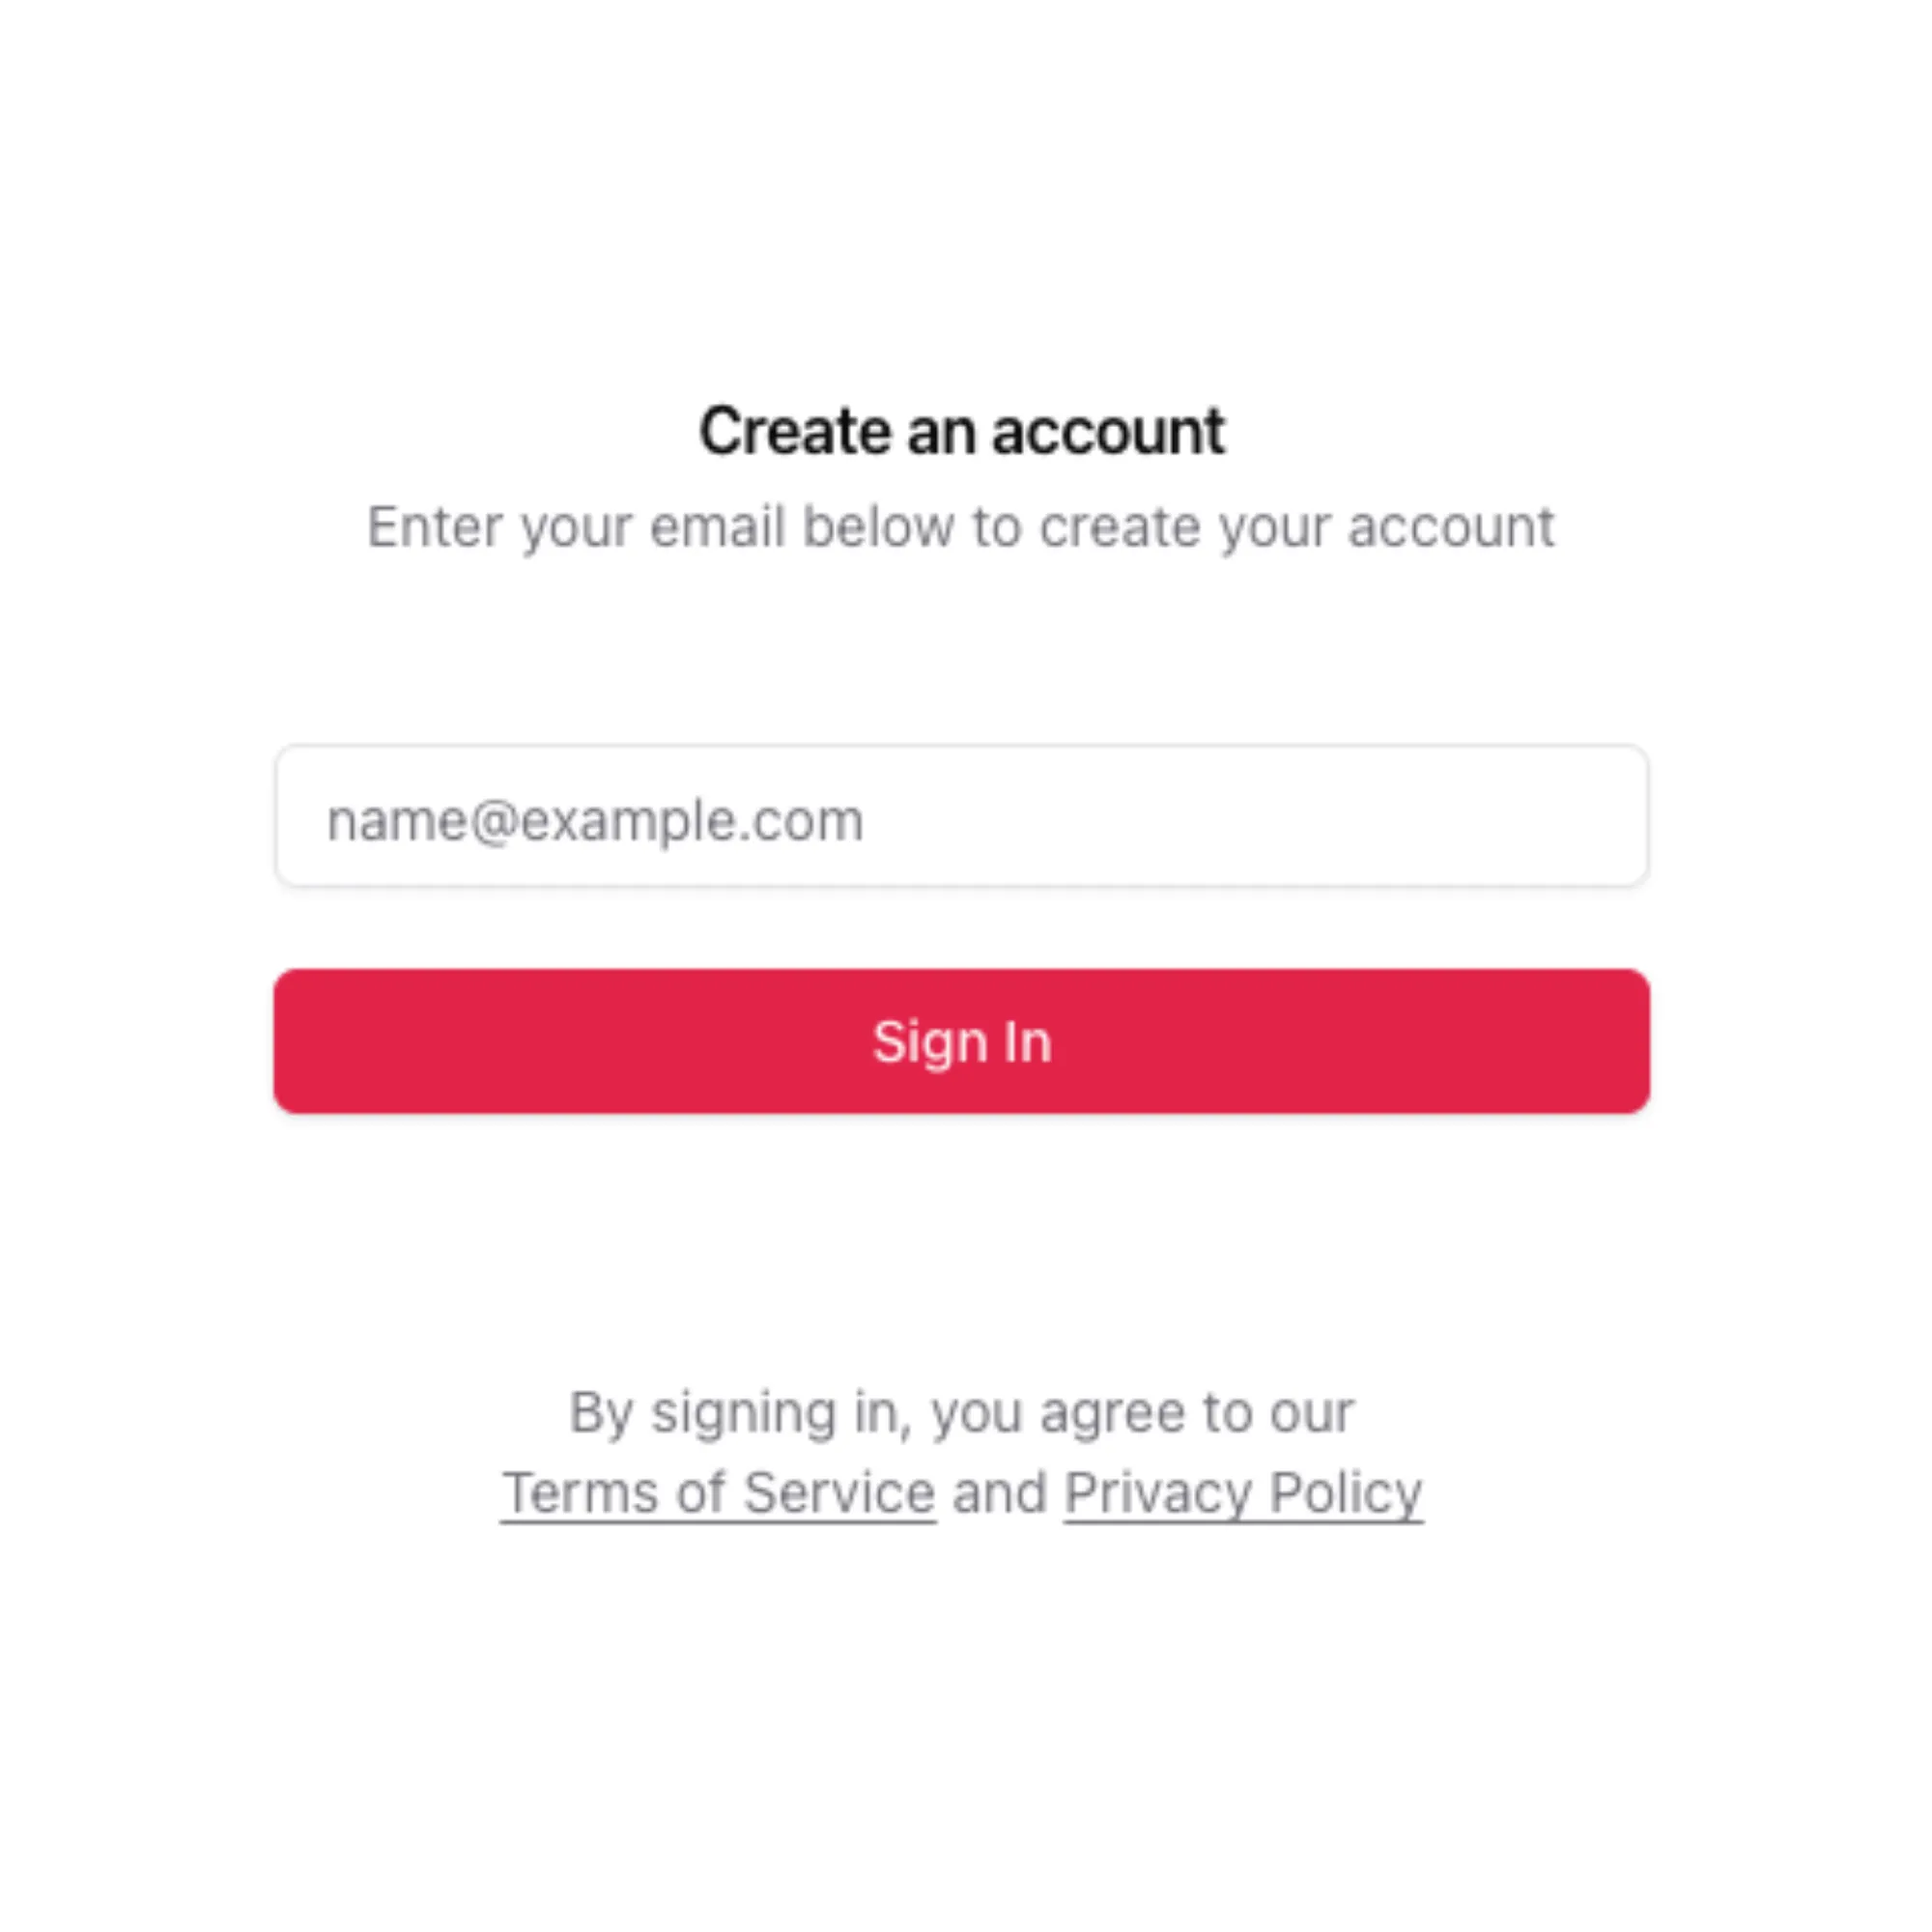 Create an account
Enter your email below to create your account
name@example.com
Sign In
By signing in, you agree to our
Terms of Service and Privacy Policy